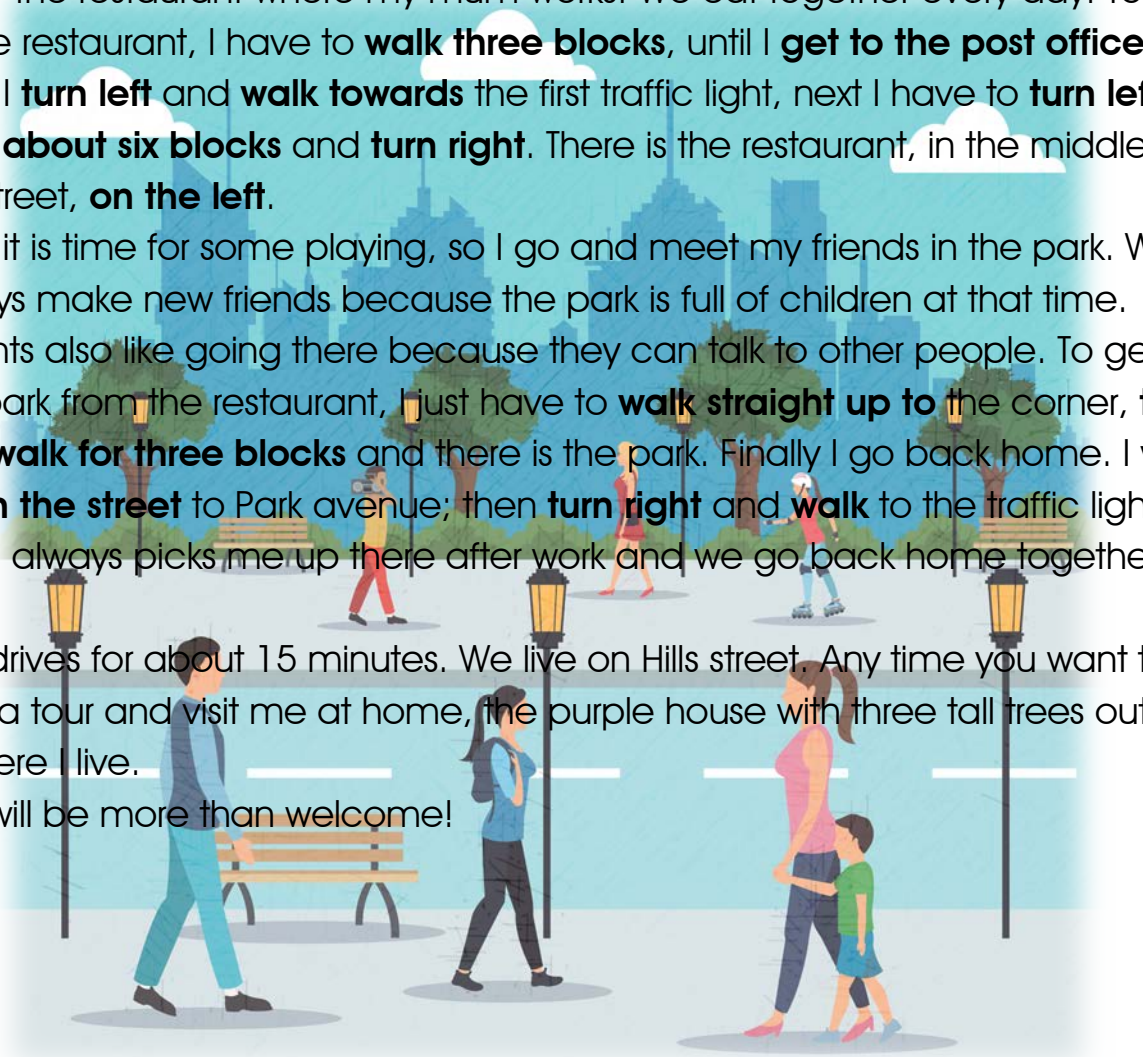 the restaurant where my mum works. We eat together every day. To
e restaurant, I have to walk three blocks, until I get to the post office
I turn left and walk towards the first traffic light, next I have to turn lef
about six blocks and turn right. There is the restaurant, in the middle
treet, on the left.
it is time for some playing, so I go and meet my friends in the park. W
ys make new friends because the park is full of children at that time.
nts also like going there because they can talk to other people. To ge
park from the restaurant, I just have to walk straight up to the corner, t
walk for three blocks and there is the park. Finally I go back home. I
n the street to Park avenue; then turn right and walk to the traffic ligh
always picks me up there after work and we go back home togethe
drives for about 15 minutes. We live on Hills street. Any time you want t
a tour and visit me at home, the purple house with three tall trees out
ere I live.
will be more than welcome!